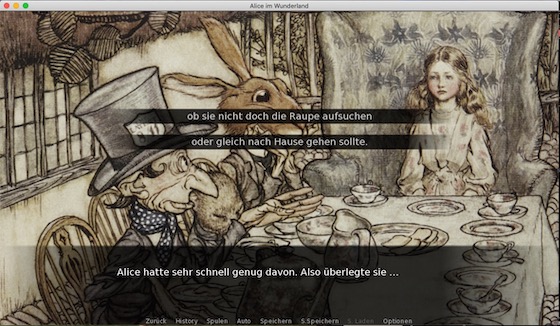 Alice im Wunderland
ob sie nicht doch die Raupe aufsuchen
oder gleich nach Hause gehen sollte.
Alice hatte sehr schnell genug davon. Also überlegte sie ...
Zurück History Spulen Auto Speichern S.Speichern S.Laden Optionen